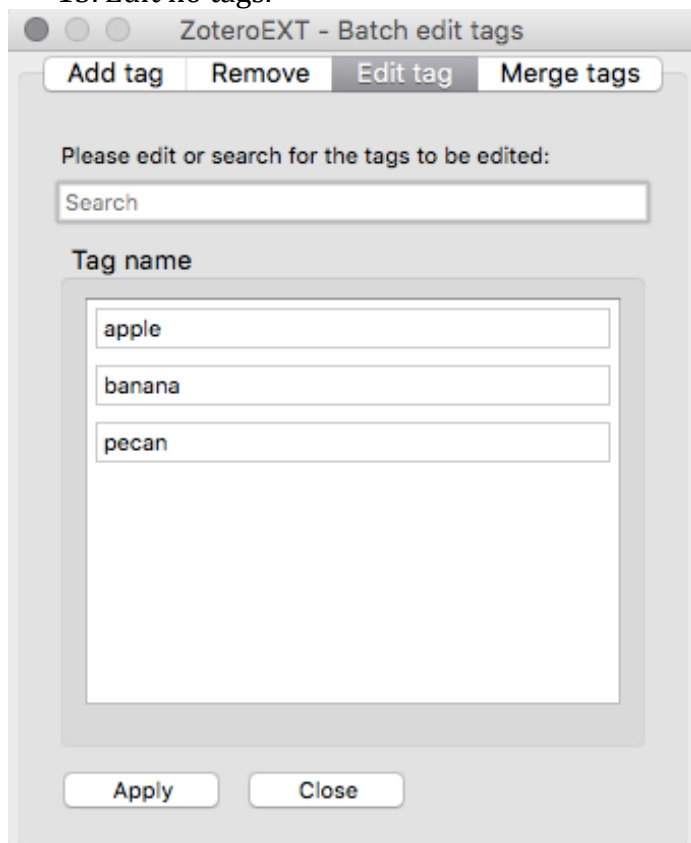 ZoteroEXT - Batch edit tags
Add tag Remove Edit tag Merge tags
Please edit or search for the tags to be edited:
Search
Tag name
apple
banana
pecan
Apply Close